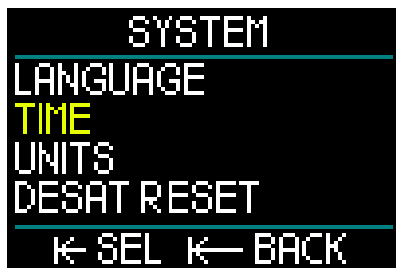 SYSTEM
LANGUAGE
TIME
UNITS
DESAT RESET
SEL BACK